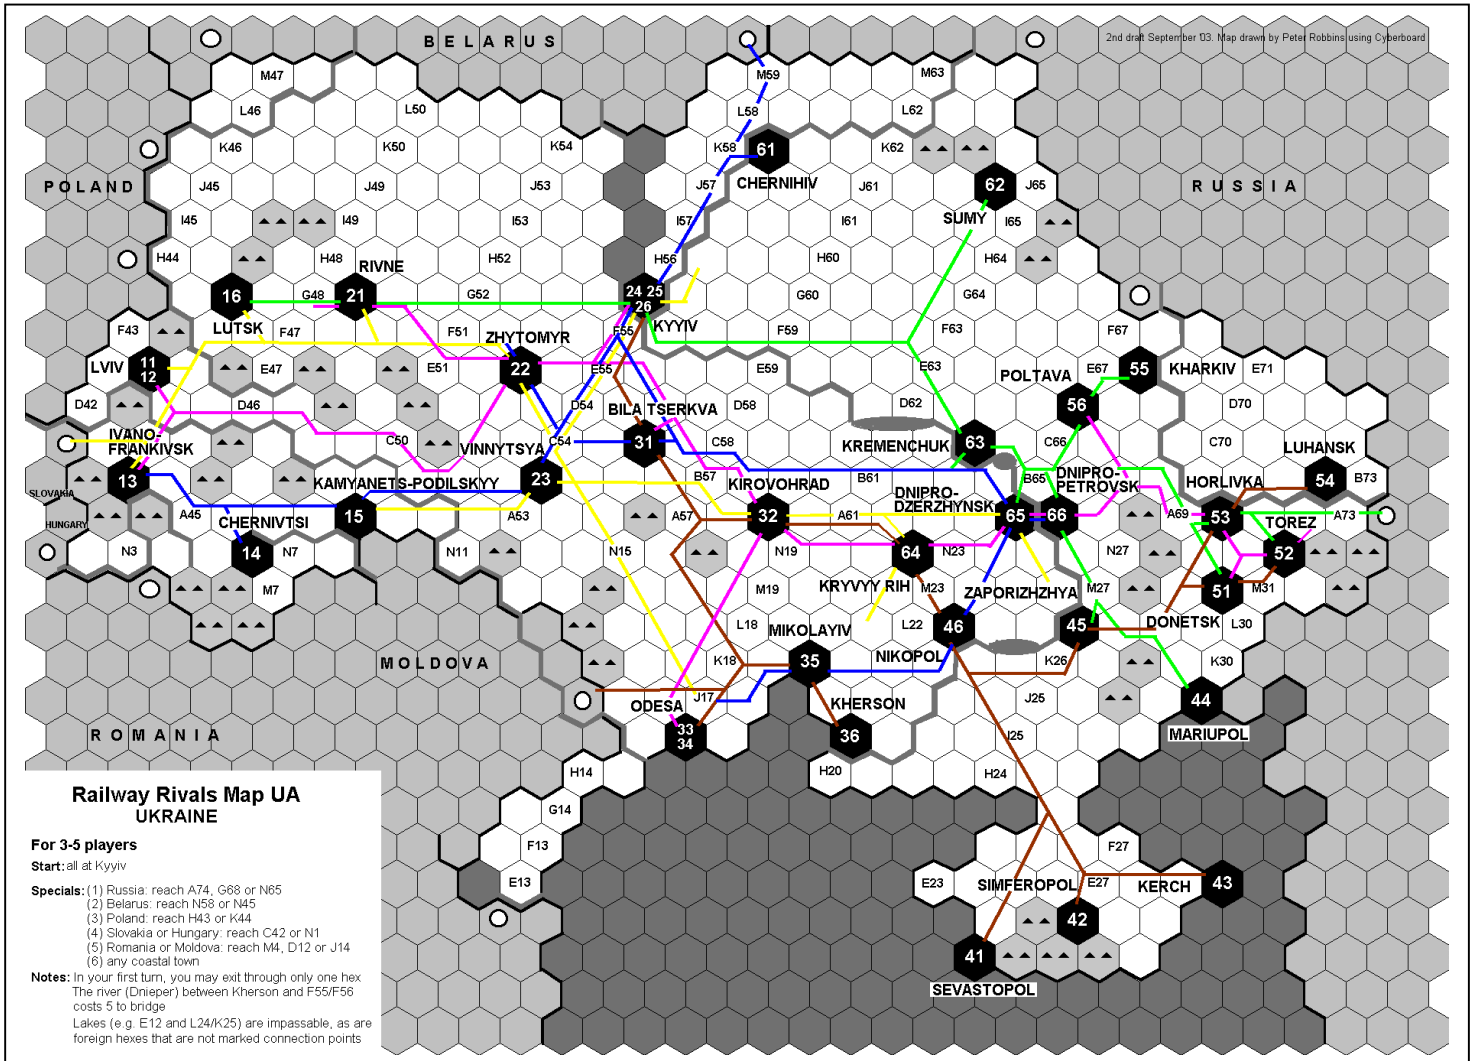 B E L A R U S
2nd draft September '03. Map drawn by Peter Robbins using Cyberboard
M47 M59 M63
L46 L50 L58 L62
K46 K50 K54 K58 61 K62
P O L A N D J45 J49 J53 J57 CHERNIHIV J61 62 J65 R U S S I A
I45 I49 I53 I57 I61 SUMY I65
H44 H48 H52 H56 H60 H64
RIVNE
16 G48 21 G52 24 25 26 G60 G64
LUTSK KYYIV
F43 F47 F51 ZHYTOMYR F55 F59 F63 F67
LVIV 11 12 E47 E51 22 E55 E59 E63 POLTAVA E67 55 KHARKIV E71
D42 D46 D54 BILA TSERKVA D58 D62 56 D70
IVANO-
FRANKIVSK C50 VINNYTSYA C54 31 C58 KREMENCHUK 63 C66 C70 LUHANSK
SLOVAKIA 13 KAMYANETS-PODILSKYY 23 B57 KIROVOHRAD B61 B65 DNIPRO-
PETROVSK HORLIVKA 54 B73
HUNGARY A45 CHERNIVTSI 15 A53 A57 32 A61 DNIPRO-
DZERZHYNSK 65 66 A69 53 TOREZ A73
N3 14 N7 N11 N15 N19 64 N23 N27 52
M7 M19 KRYVYY RIH M23 ZAPORIZHZHYA M27 51 M31
L18 MIKOLAYIV L22 46 45 DONETSK L30
MOLDOVA K18 35 NIKOPOL K26 K30
ODESA J17 KHERSON J25 44
R O M A N I A 33 34 36 I25 MARIUPOL
H14 H20 H24
G14
F13 F27
E13 E23 SIMFEROPOL E27 KERCH 43
42
41
SEVASTOPOL
Railway Rivals Map UA
UKRAINE
For 3-5 players
Start: all at Kyyiv
Specials: (1) Russia: reach A74, G68 or N65
(2) Belarus: reach N58 or N45
(3) Poland: reach H43 or K44
(4) Slovakia or Hungary: reach C42 or N1
(5) Romania or Moldova: reach M4, D12 or J14
(6) any coastal town
Notes: In your first turn, you may exit through only one hex
The river (Dnieper) between Kherson and F55/F56
costs 5 to bridge
Lakes (e.g. E12 and L24/K25) are impassable, as are
foreign hexes that are not marked connection points